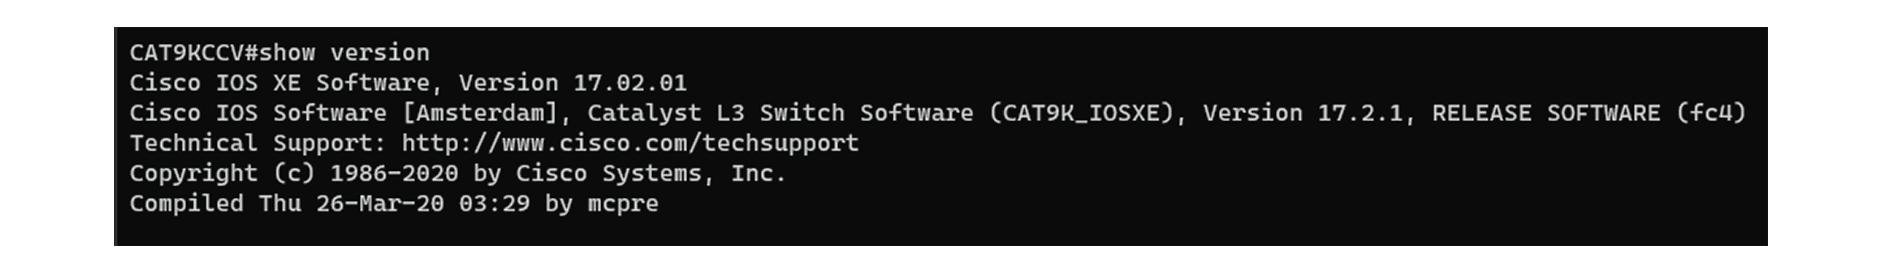 CAT9KCCV#show version
Cisco IOS XE Software, Version 17.02.01
Cisco IOS Software [Amsterdam], Catalyst L3 Switch Software (CAT9K_IOSXE), Version 17.2.1, RELEASE SOFTWARE (fc4)
Technical Support: http://www.cisco.com/techsupport
Copyright (c) 1986-2020 by Cisco Systems, Inc.
Compiled Thu 26-Mar-20 03:29 by mcpre